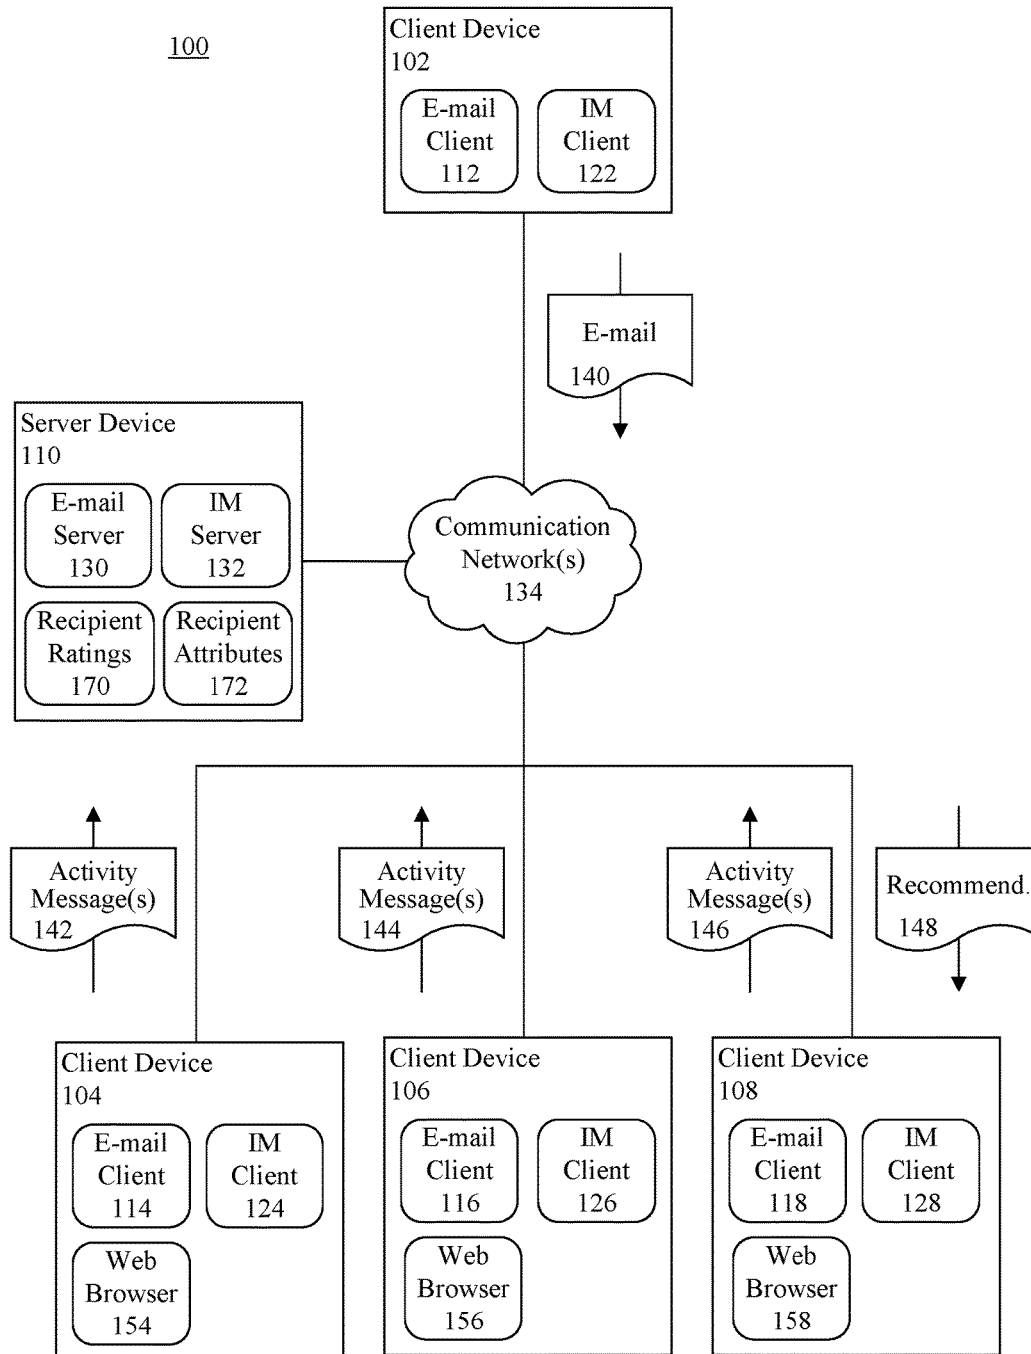 100
Client Device
102
E-mail
Client
112
IM
Client
122
E-mail
140
Server Device
110
E-mail
Server
130
IM
Server
132
Recipient
Ratings
170
Recipient
Attributes
172
Communication
Network(s)
134
Activity
Message(s)
142
Activity
Message(s)
144
Activity
Message(s)
146
Recommend.
148
Client Device
104
E-mail
Client
114
IM
Client
124
Web
Browser
154
Client Device
106
E-mail
Client
116
IM
Client
126
Web
Browser
156
Client Device
108
E-mail
Client
118
IM
Client
128
Web
Browser
158